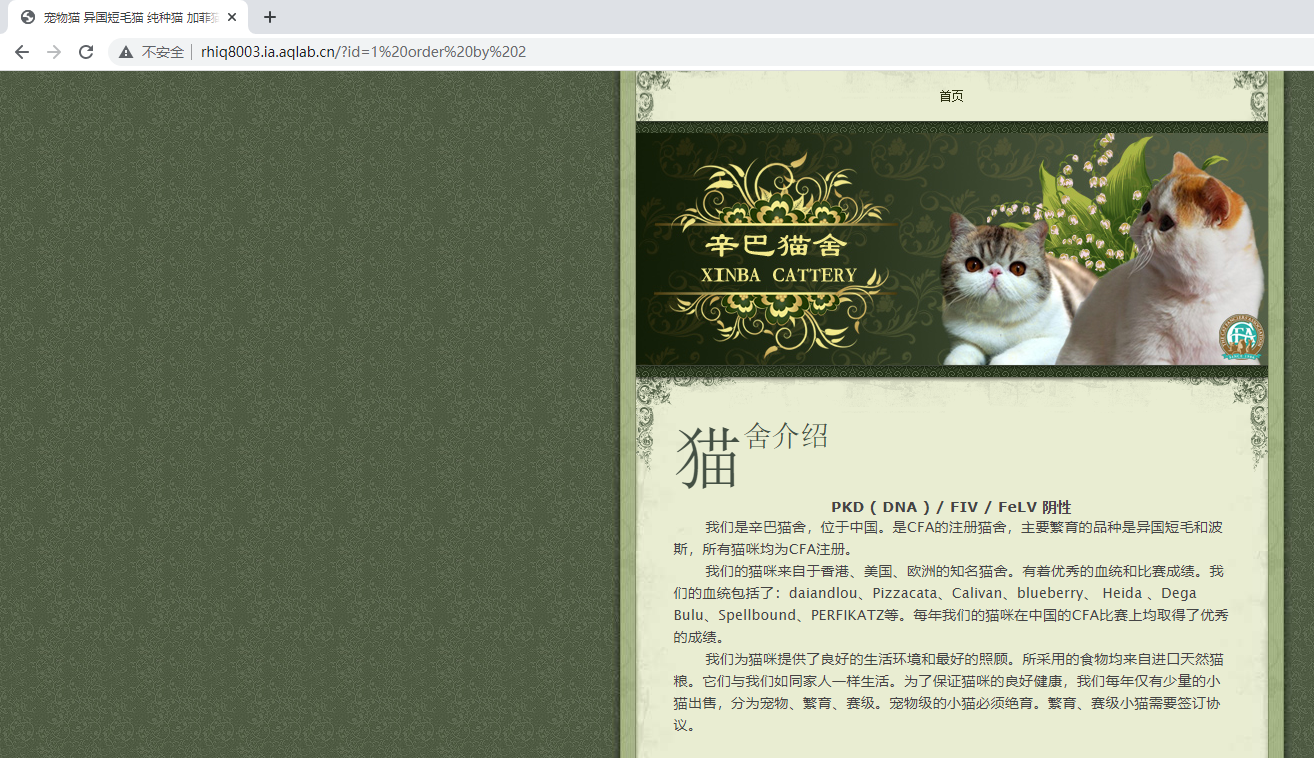 宠物猫 异国短毛猫 纯种猫 加菲猫
不安全
rhiq8003.ia.aqlab.cn/?id=1%20order%20by%202
首页
辛巴猫舍
XINBA CATTERY
CFA
猫舍介绍
PKD ( DNA ) / FIV / FeLV 阴性
我们是辛巴猫舍，位于中国。是CFA的注册猫舍，主要繁育的品种是异国短毛和波
斯，所有猫咪均为CFA注册。
我们的猫咪来自于香港、美国、欧洲的知名猫舍。有着优秀的血统和比赛成绩。我
们的血统包括了：daiandlou、Pizzacata、Calivan、blueberry、 Heida 、Dega
Bulu、Spellbound、PERFIKATZ等。每年我们的猫咪在中国的CFA比赛上均取得了优秀
的成绩。
我们为猫咪提供了良好的生活环境和最好的照顾。所采用的食物均来自进口天然猫
粮。它们与我们如同家人一样生活。为了保证猫咪的良好健康，我们每年仅有少量的小
猫出售，分为宠物、繁育、赛级。宠物级的小猫必须绝育。繁育、赛级小猫需要签订协
议。